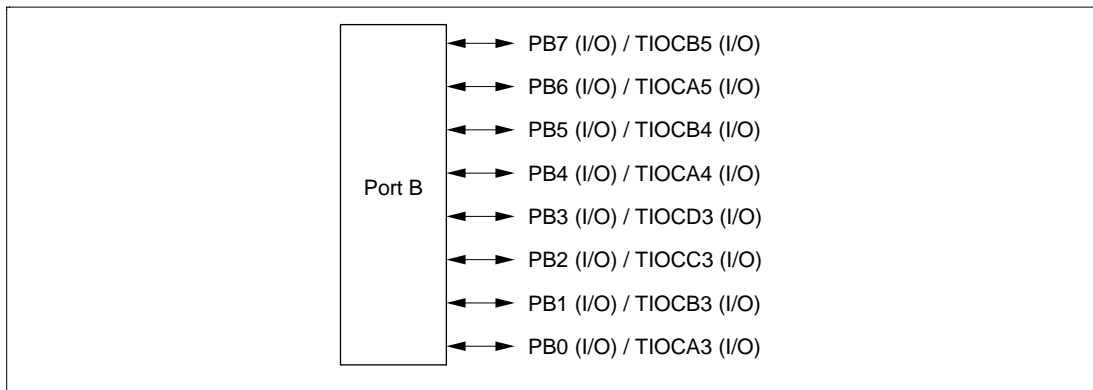 Port B
PB7 (I/O) / TIOCB5 (I/O)
PB6 (I/O) / TIOCA5 (I/O)
PB5 (I/O) / TIOCB4 (I/O)
PB4 (I/O) / TIOCA4 (I/O)
PB3 (I/O) / TIOCD3 (I/O)
PB2 (I/O) / TIOCC3 (I/O)
PB1 (I/O) / TIOCB3 (I/O)
PB0 (I/O) / TIOCA3 (I/O)